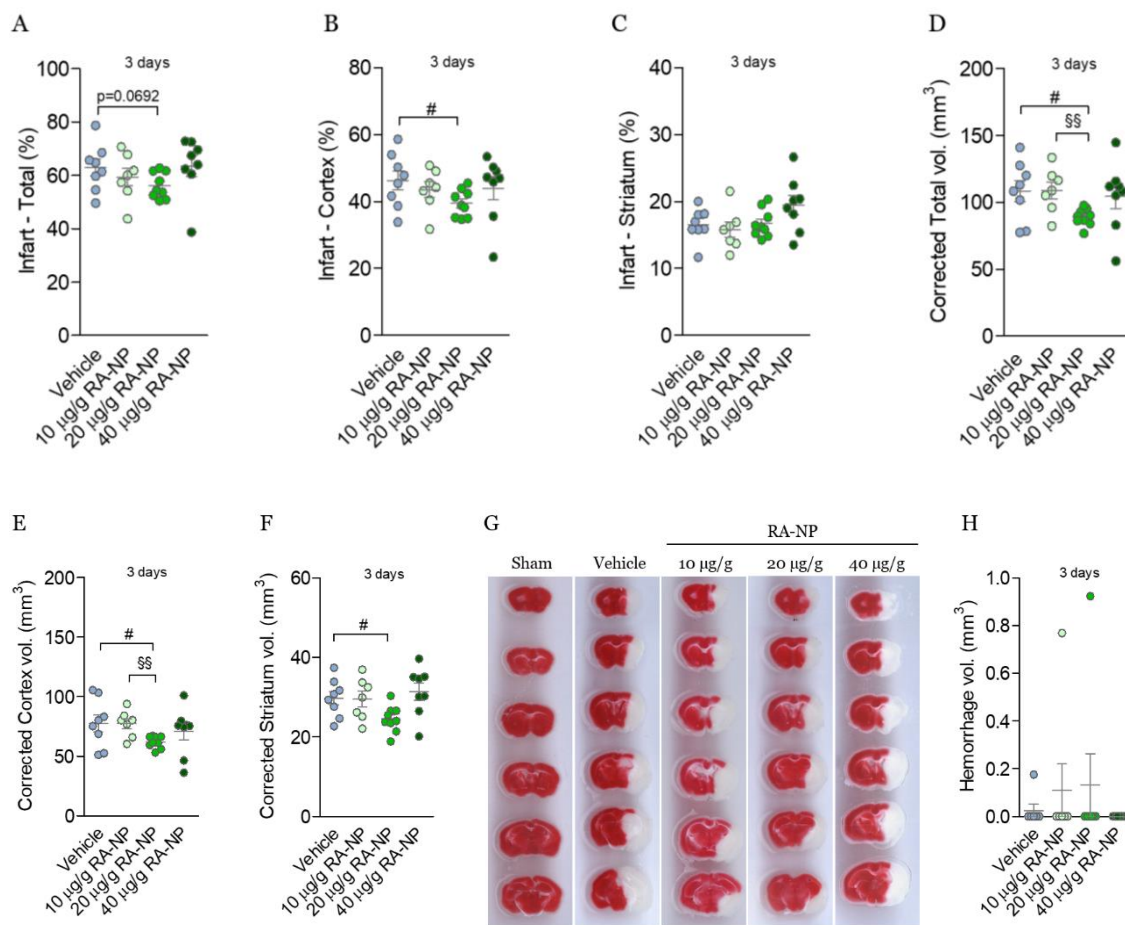 A
3 days
p=0.0692
Infart - Total (%)
100
80
60
40
20
0
Vehicle
10 µg/g RA-NP
20 µg/g RA-NP
40 µg/g RA-NP
B
3 days
#
Infart - Cortex (%)
80
60
40
20
0
Vehicle
10 µg/g RA-NP
20 µg/g RA-NP
40 µg/g RA-NP
C
3 days
Infart - Striatum (%)
40
30
20
10
0
Vehicle
10 µg/g RA-NP
20 µg/g RA-NP
40 µg/g RA-NP
D
3 days
#
§§
Corrected Total vol. (mm³)
200
150
100
50
0
Vehicle
10 µg/g RA-NP
20 µg/g RA-NP
40 µg/g RA-NP
E
3 days
#
§§
Corrected Cortex vol. (mm³)
200
150
100
50
0
Vehicle
10 µg/g RA-NP
20 µg/g RA-NP
40 µg/g RA-NP
F
3 days
#
Corrected Striatum vol. (mm³)
60
40
20
0
Vehicle
10 µg/g RA-NP
20 µg/g RA-NP
40 µg/g RA-NP
G
RA-NP
Sham
Vehicle
10 µg/g
20 µg/g
40 µg/g
H
3 days
Hemorrhage vol. (mm³)
1.0
0.8
0.6
0.4
0.2
0.0
Vehicle
10 µg/g RA-NP
20 µg/g RA-NP
40 µg/g RA-NP